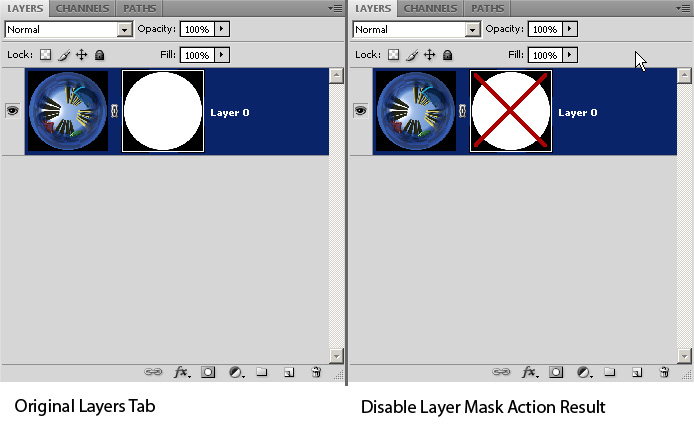 LAYERS CHANNELS PATHS
Normal Opacity: 100%
Lock: Fill: 100%
Layer 0
fx
Original Layers Tab
LAYERS CHANNELS PATHS
Normal Opacity: 100%
Lock: Fill: 100%
Layer 0
fx
Disable Layer Mask Action Result